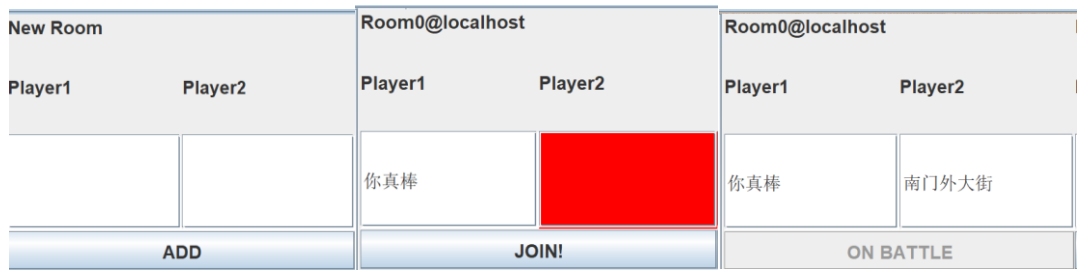 New Room
Player1 Player2
ADD
Room0@localhost
Player1 Player2
你真棒
JOIN!
Room0@localhost
Player1 Player2
你真棒 南门外大街
ON BATTLE